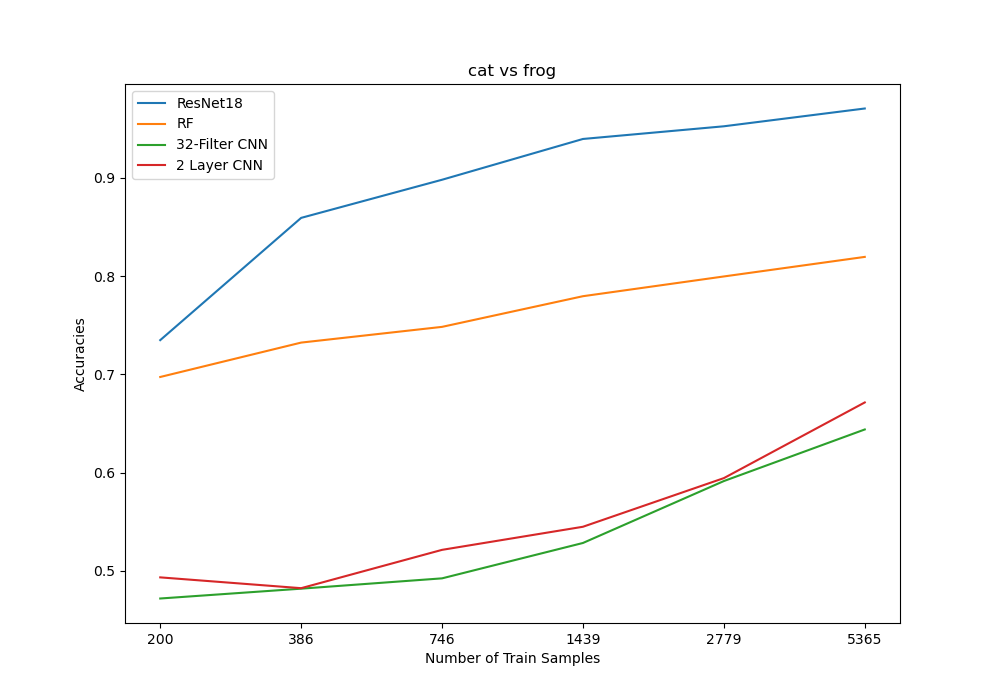 cat vs frog
ResNet18
RF
32-Filter CNN
2 Layer CNN
Accuracies
0.9
0.8
0.7
0.6
0.5
200 386 746 1439 2779 5365
Number of Train Samples